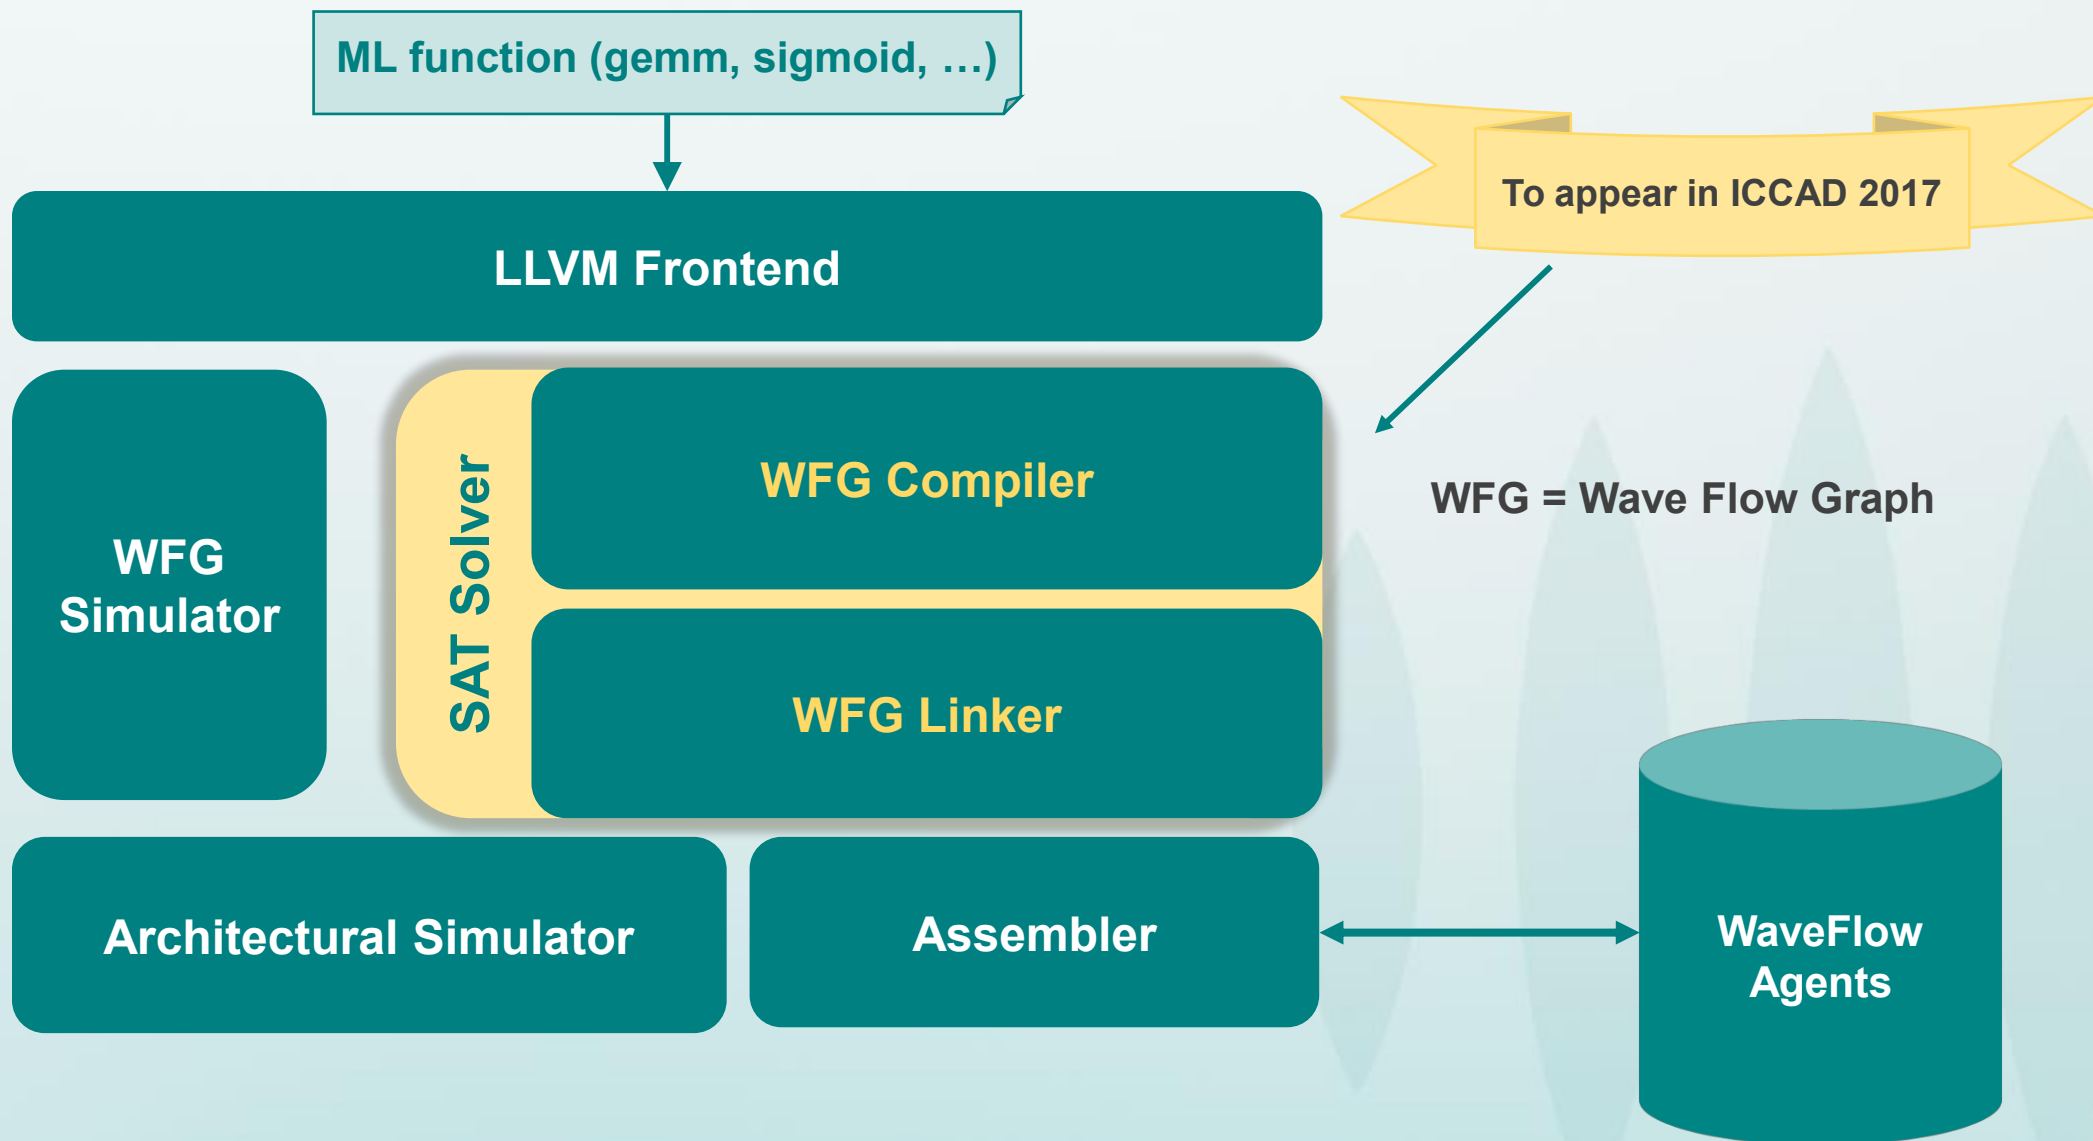 ML function (gemm, sigmoid, …)
To appear in ICCAD 2017
LLVM Frontend
WFG
Simulator
SAT Solver
WFG Compiler
WFG = Wave Flow Graph
WFG Linker
Architectural Simulator
Assembler
WaveFlow
Agents